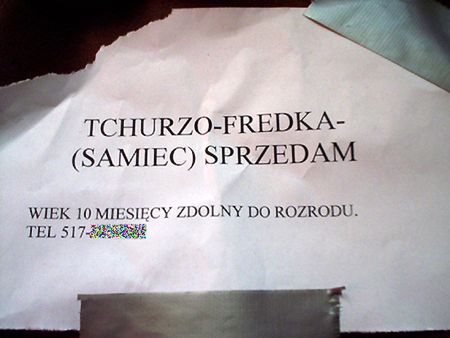 TCHURZO-FREDKA-
(SAMIEC) SPRZEDAM
WIEK 10 MIESIĘCY ZDOLNY DO ROZRODU.
TEL 517-